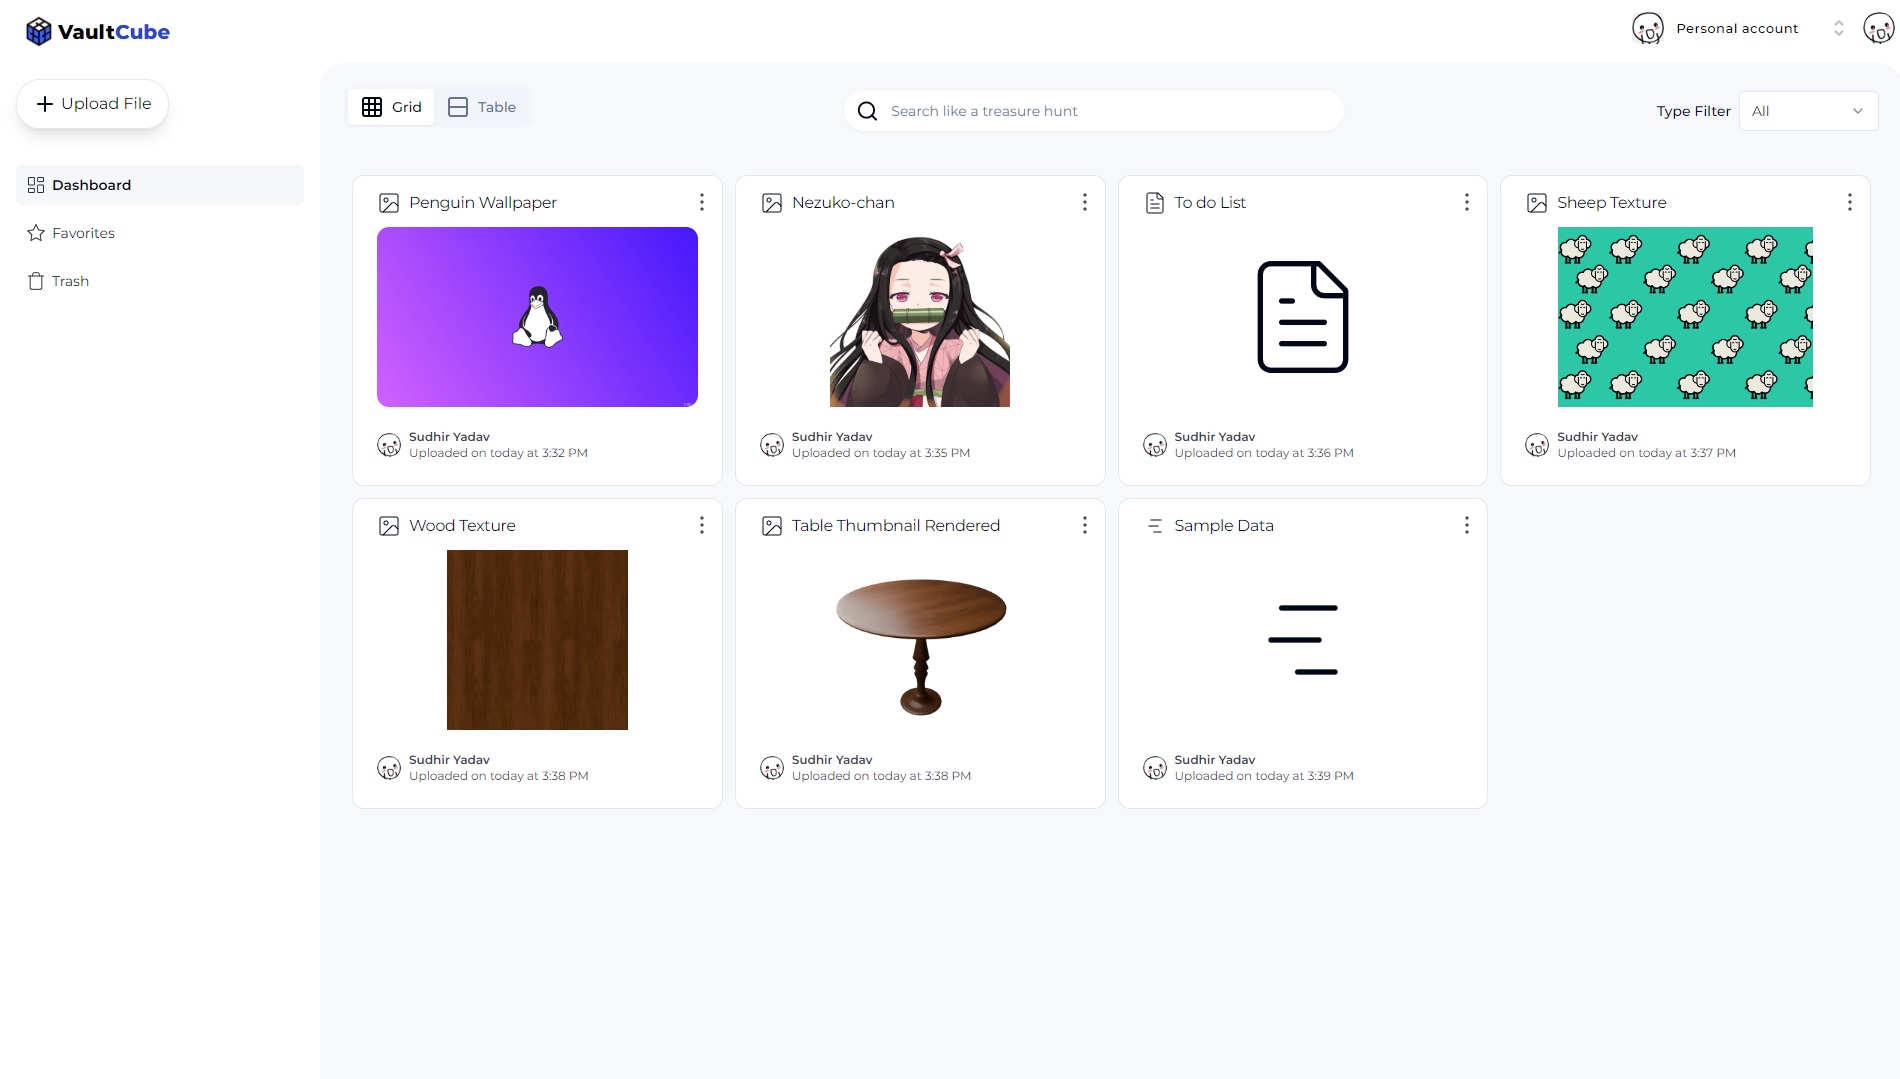 VaultCube
Personal account
Upload File
Dashboard
Favorites
Trash
Grid
Table
Search like a treasure hunt
Type Filter
All
Penguin Wallpaper
Sudhir Yadav
Uploaded on today at 3:32 PM
Nezuko-chan
Sudhir Yadav
Uploaded on today at 3:35 PM
To do List
Sudhir Yadav
Uploaded on today at 3:36 PM
Sheep Texture
Sudhir Yadav
Uploaded on today at 3:37 PM
Wood Texture
Sudhir Yadav
Uploaded on today at 3:38 PM
Table Thumbnail Rendered
Sudhir Yadav
Uploaded on today at 3:38 PM
Sample Data
Sudhir Yadav
Uploaded on today at 3:39 PM